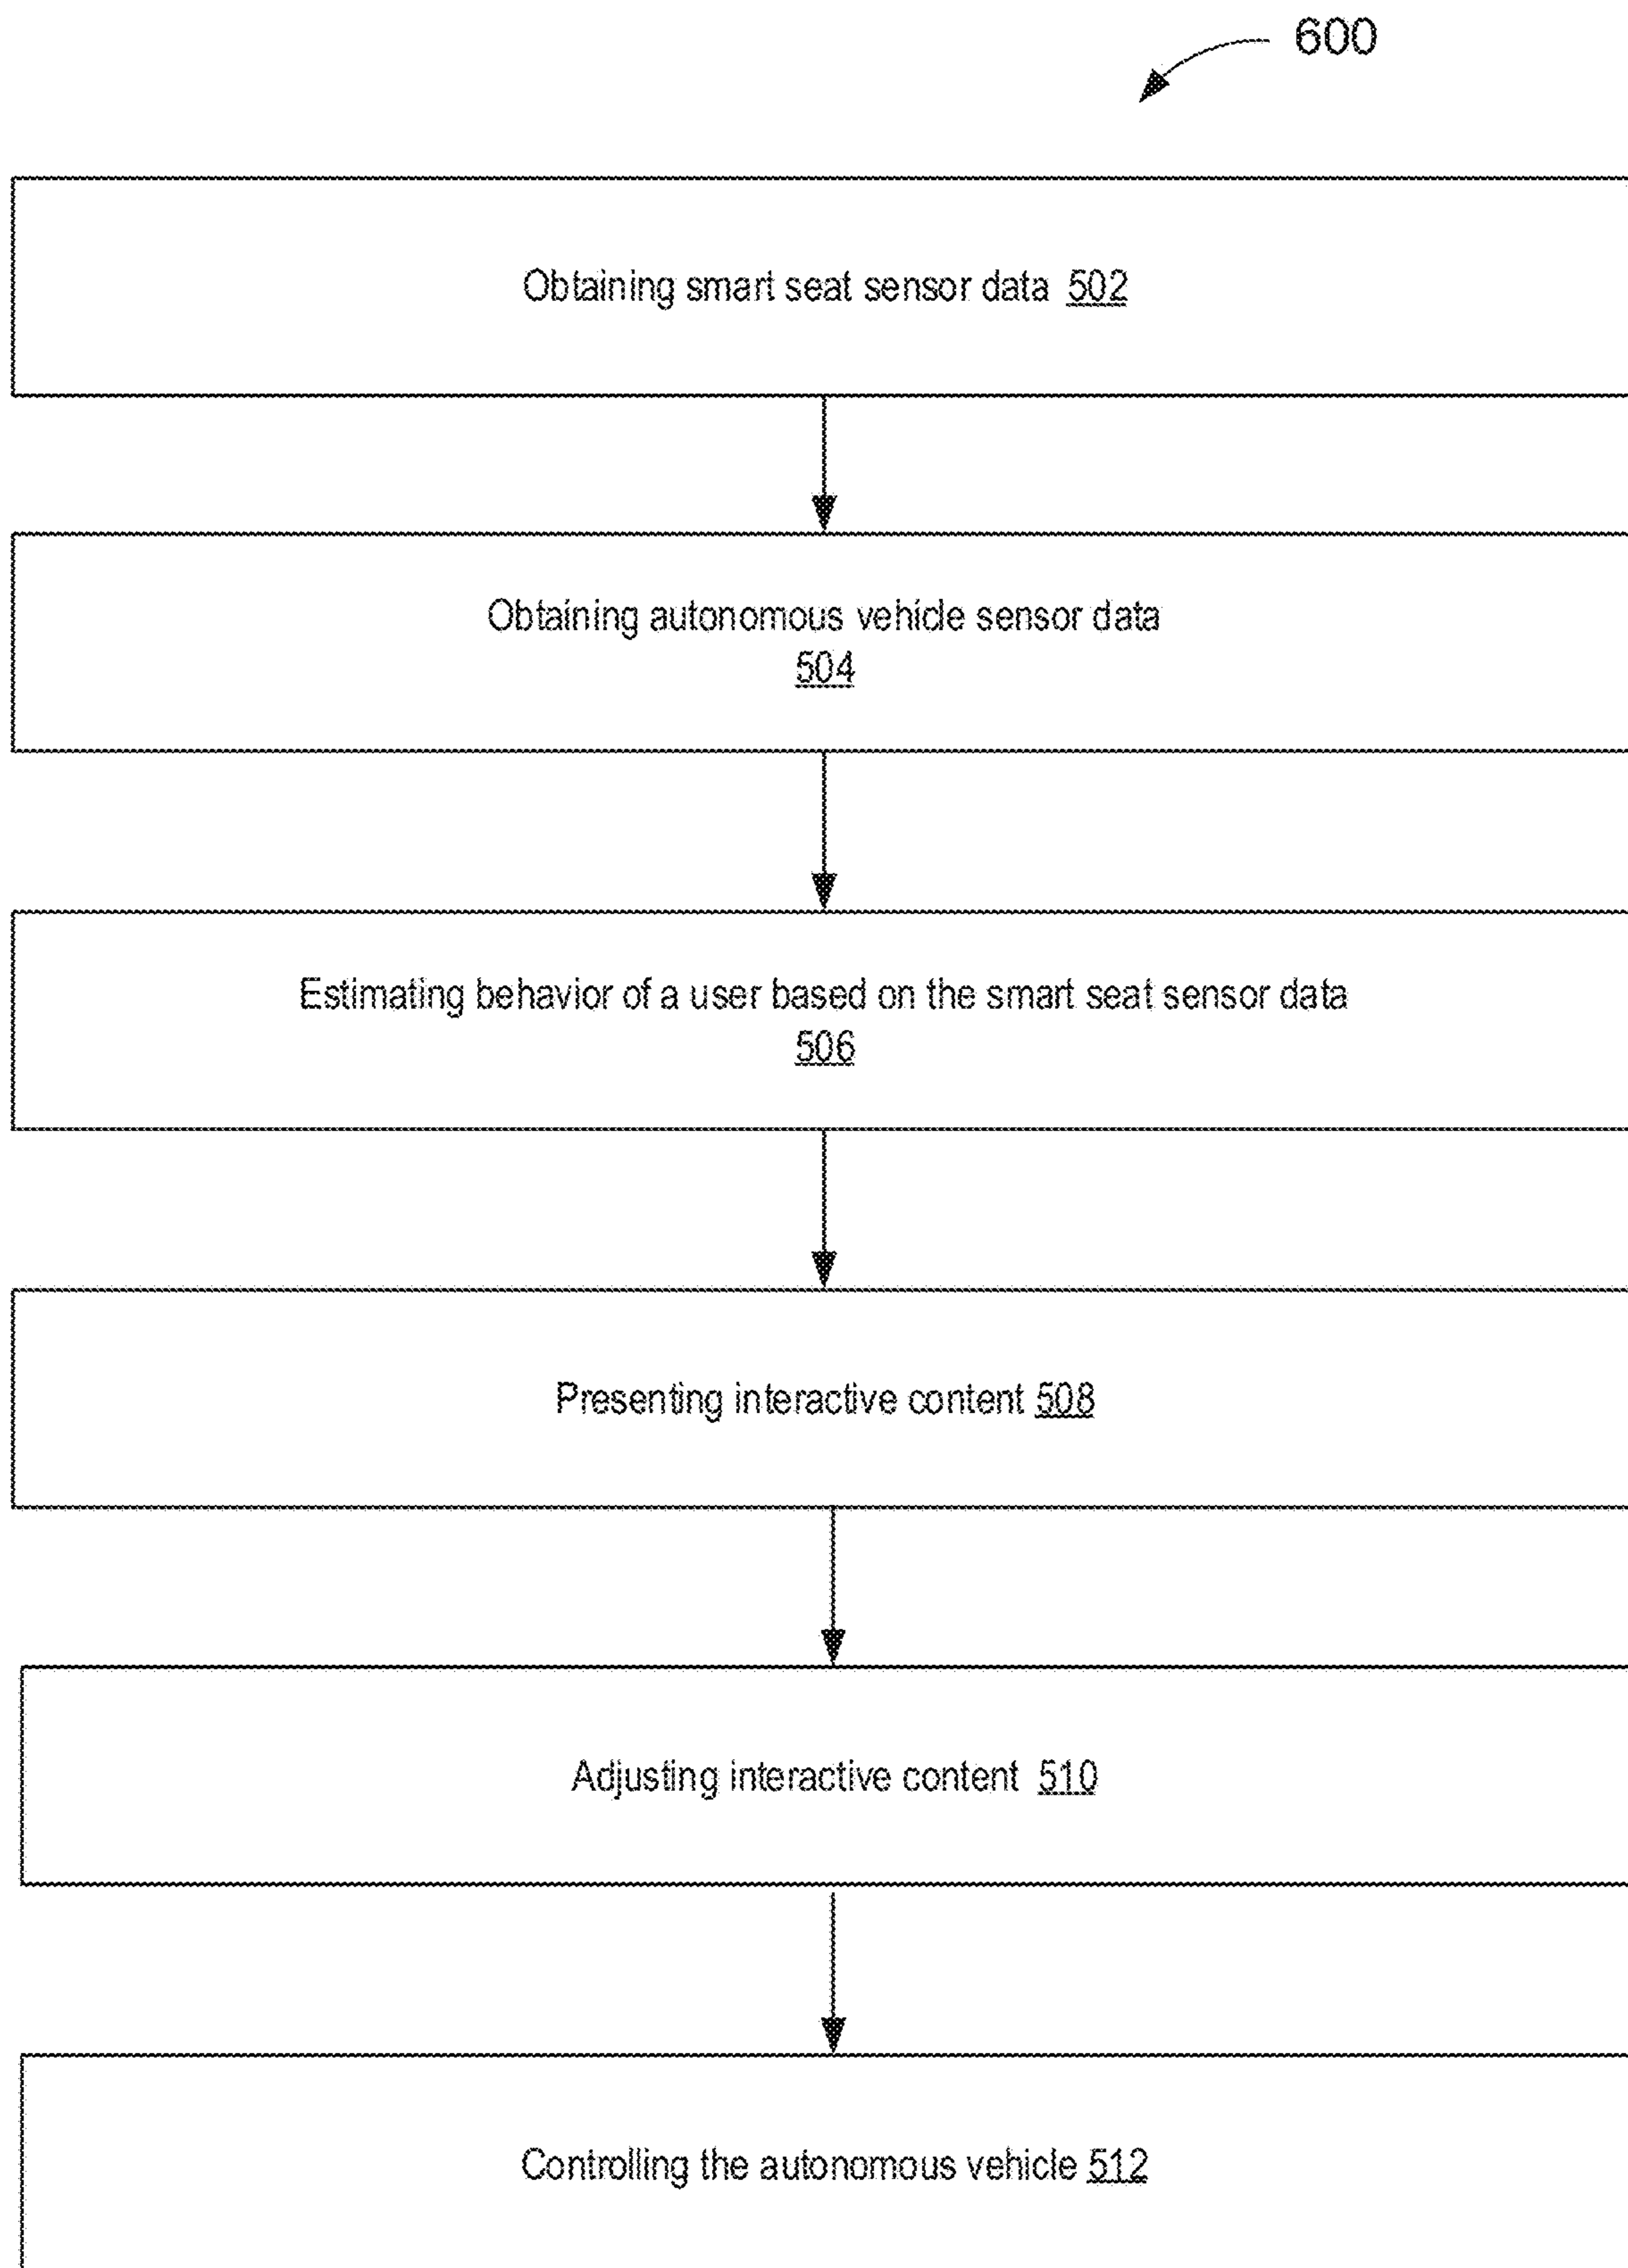 600
Obtaining smart seat sensor data 502
Obtaining autonomous vehicle sensor data
504
Estimating behavior of a user based on the smart seat sensor data
506
Presenting interactive content 508
Adjusting interactive content 510
Controlling the autonomous vehicle 512